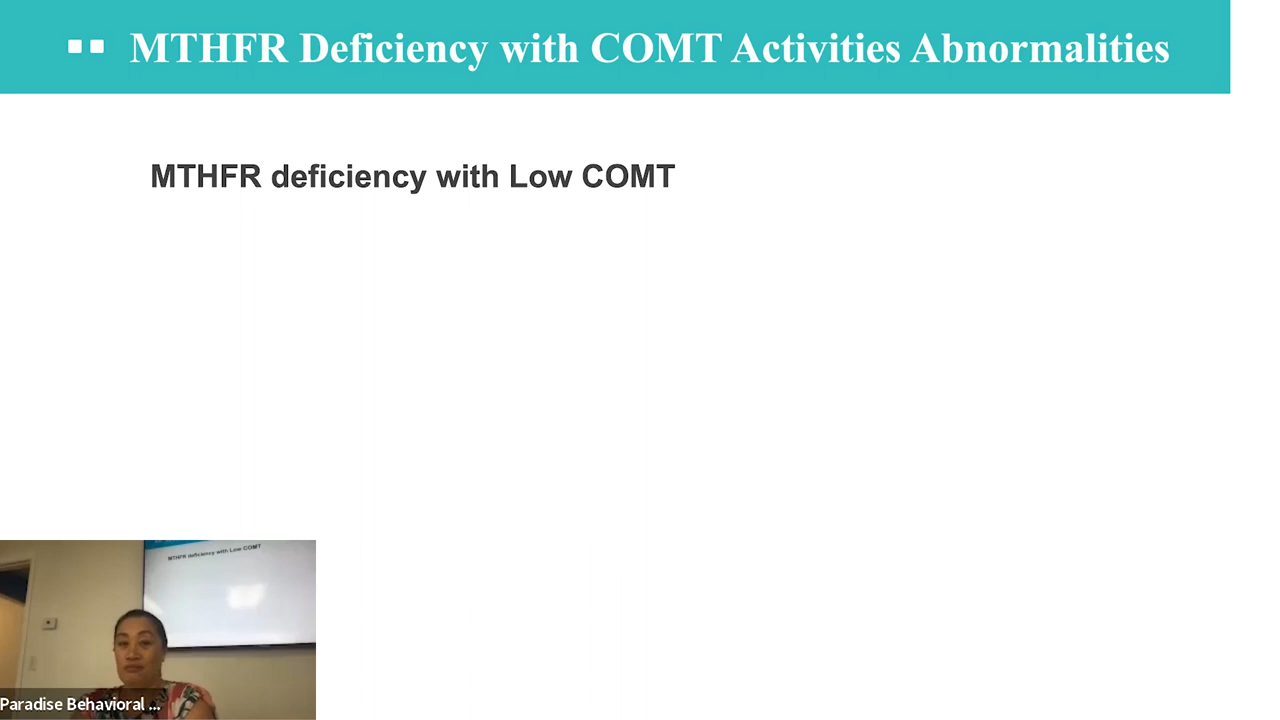 MTHFR Deficiency with COMT Activities Abnormalities
MTHFR deficiency with Low COMT
MTHFR deficiency with Low COMT
Paradise Behavioral ...